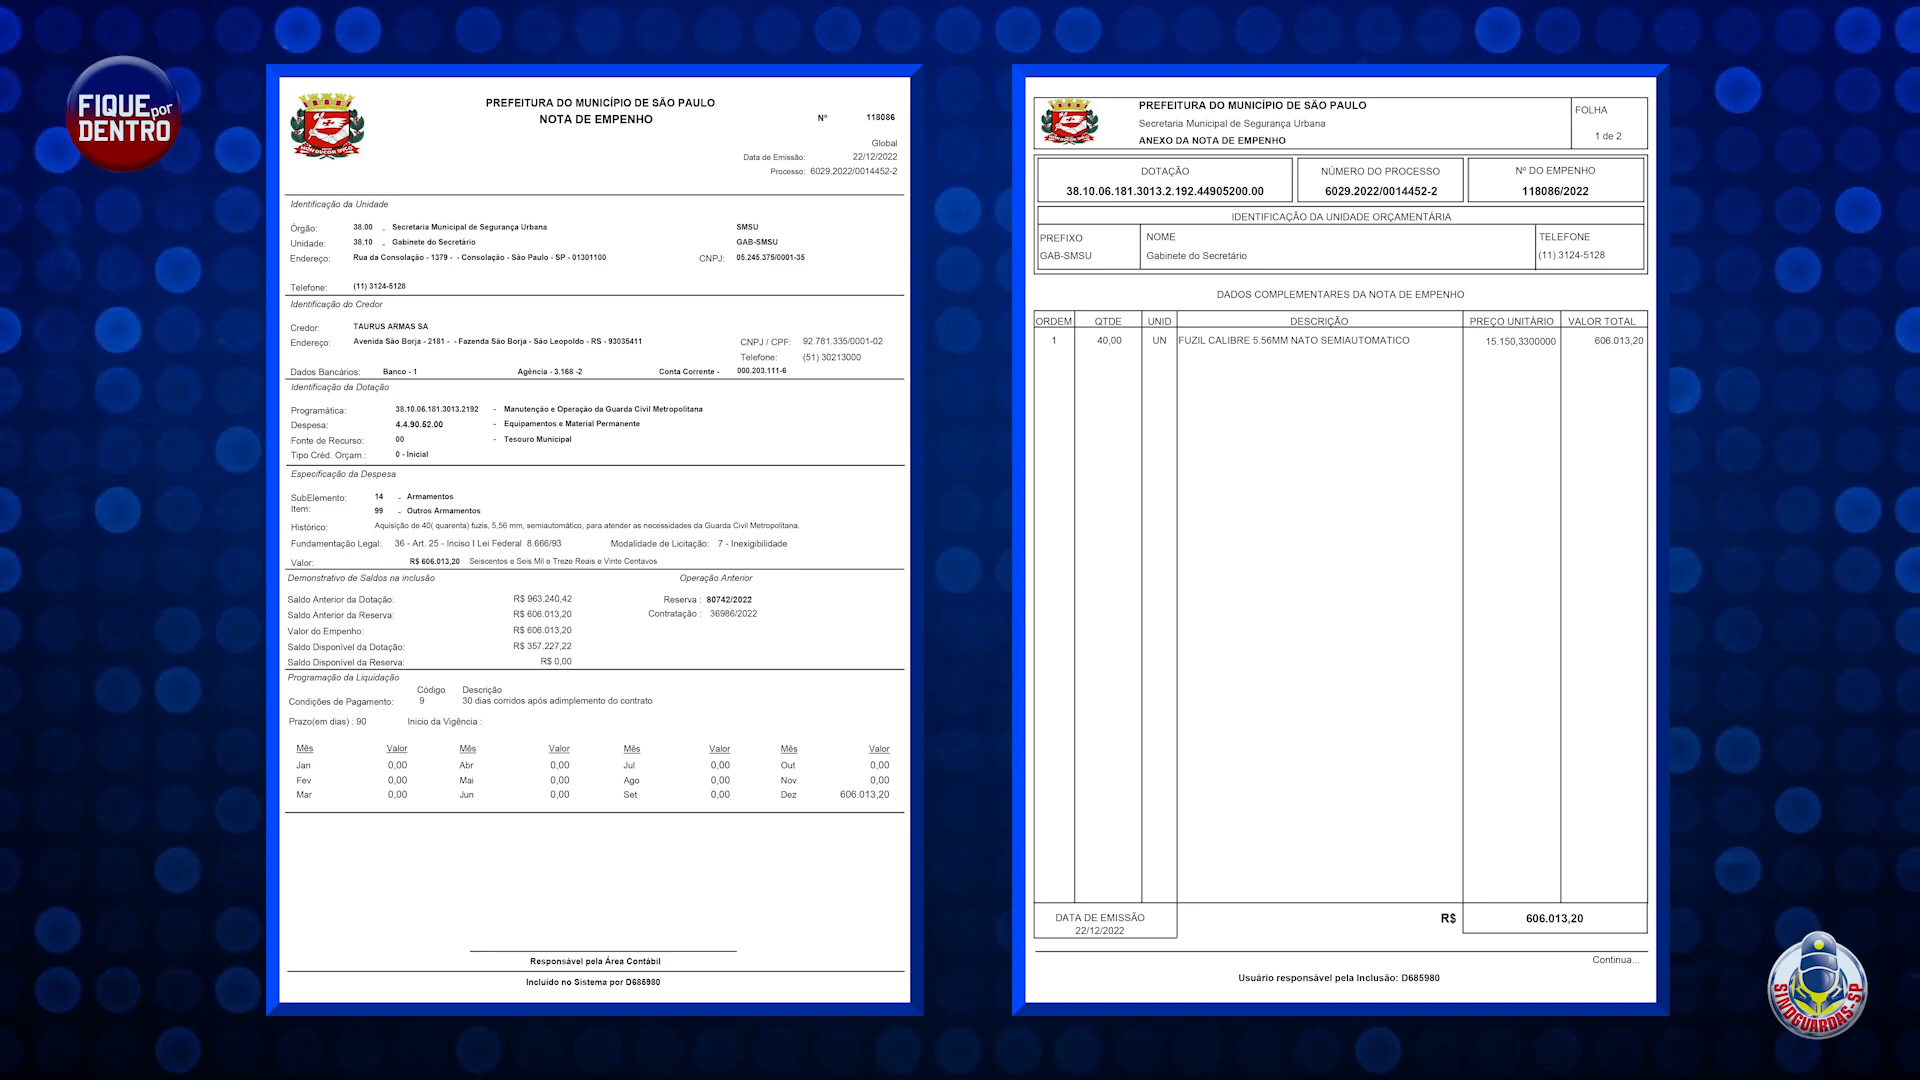 FIQUE por
DENTRO
PREFEITURA DO MUNICÍPIO DE SÃO PAULO
NOTA DE EMPENHO
Nº 118086
Global
Data de Emissão: 22/12/2022
Processo: 6029.2022/0014452-2
Identificação da Unidade
Órgão: 38.00 - Secretaria Municipal de Segurança Urbana SMSU
Unidade: 38.10 - Gabinete do Secretário GAB-SMSU
Endereço: Rua da Consolação - 1379 - - Consolação - São Paulo - SP - 01301100 CNPJ: 05.245.375/0001-35
Telefone: (11) 3124-5128
Identificação do Credor
Credor: TAURUS ARMAS SA
Endereço: Avenida São Borja - 2181 - - Fazenda São Borja - São Leopoldo - RS - 93035411 CNPJ / CPF: 92.781.335/0001-02
Telefone: (51) 30213000
Dados Bancários: Banco - 1 Agência - 3.168 -2 Conta Corrente - 000.203.111-6
Identificação da Dotação
Programática: 38.10.06.181.3013.2192 - Manutenção e Operação da Guarda Civil Metropolitana
Despesa: 4.4.90.52.00 - Equipamentos e Material Permanente
Fonte de Recurso: 00 - Tesouro Municipal
Tipo Créd. Orçam.: 0 - Inicial
Especificação da Despesa
SubElemento: 14 - Armamentos
Item: 99 - Outros Armamentos
Histórico: Aquisição de 40( quarenta) fuzis, 5,56 mm, semiautomático, para atender as necessidades da Guarda Civil Metropolitana.
Fundamentação Legal: 36 - Art. 25 - Inciso I Lei Federal 8.666/93 Modalidade de Licitação: 7 - Inexigibilidade
Valor: R$ 606.013,20 Seiscentos e Seis Mil e Treze Reais e Vinte Centavos
Demonstrativo de Saldos na inclusão Operação Anterior
Saldo Anterior da Dotação: R$ 963.240,42 Reserva : 80742/2022
Saldo Anterior da Reserva: R$ 606.013,20 Contratação : 36986/2022
Valor do Empenho: R$ 606.013,20
Saldo Disponível da Dotação: R$ 357.227,22
Saldo Disponível da Reserva: R$ 0,00
Programação da Liquidação
Código Descrição
Condições de Pagamento: 9 30 dias corridos após adimplemento do contrato
Prazo(em dias) : 90 Inicio da Vigência :
Mês Valor Mês Valor Mês Valor Mês Valor
Jan 0,00 Abr 0,00 Jul 0,00 Out 0,00
Fev 0,00 Mai 0,00 Ago 0,00 Nov 0,00
Mar 0,00 Jun 0,00 Set 0,00 Dez 606.013,20
Responsável pela Área Contábil
Incluído no Sistema por D685980
PREFEITURA DO MUNICÍPIO DE SÃO PAULO
Secretaria Municipal de Segurança Urbana
ANEXO DA NOTA DE EMPENHO
FOLHA
1 de 2
DOTAÇÃO NÚMERO DO PROCESSO Nº DO EMPENHO
38.10.06.181.3013.2.192.44905200.00 6029.2022/0014452-2 118086/2022
IDENTIFICAÇÃO DA UNIDADE ORÇAMENTÁRIA
PREFIXO NOME TELEFONE
GAB-SMSU Gabinete do Secretário (11) 3124-5128
DADOS COMPLEMENTARES DA NOTA DE EMPENHO
ORDEM QTDE UNID DESCRIÇÃO PREÇO UNITÁRIO VALOR TOTAL
1 40,00 UN FUZIL CALIBRE 5.56MM NATO SEMIAUTOMATICO 15.150,3300000 606.013,20
DATA DE EMISSÃO
22/12/2022
R$ 606.013,20
Continua...
Usuário responsável pela Inclusão: D685980
SINDGUARDAS-SP